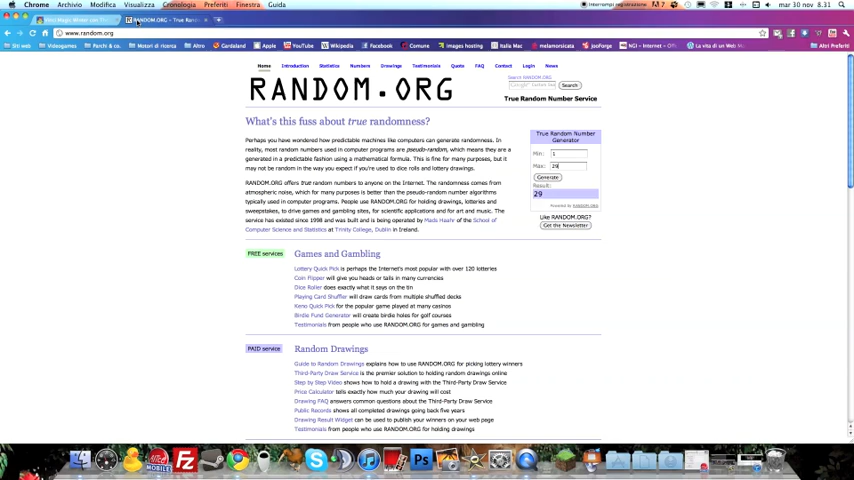 Chrome Archivio Modifica Visualizza Cronologia Preferiti Finestra Guida mar 30 nov 8.31
RANDOM.ORG - True Ran
www.random.org
Siti web Videogames Parchi & co. Motori di ricerca Altro Cardaland Apple YouTube Wikipedia Facebook Comune Images hosting Italia Mac melamorsicata jooForge NGI - Internet - Off La vita di un Web Altri Preferiti
Home Introduction Statistics Numbers Drawings Testimonials Quota FAQ Contact Login News
Search RANDOM.ORG
Search
RANDOM.ORG
True Random Number Service
What's this fuss about true randomness?
Perhaps you have wondered how predictable machines like computers can generate randomness. In
reality, most random numbers used in computer programs are pseudo-random, which means they are
generated in a predictable fashion using a mathematical formula. This is fine for many purposes, but it
may not be random in the way you expect if you're used to dice rolls and lottery drawings.
RANDOM.ORG offers true random numbers to anyone on the Internet. The randomness comes from
atmospheric noise, which for many purposes is better than the pseudo-random number algorithms
typically used in computer programs. People use RANDOM.ORG for holding drawings, lotteries and
sweepstakes, to drive games and gambling sites, for scientific applications and for art and music. The
service has existed since 1998 and was built and is being operated by Mads Haahr of the School of
Computer Science and Statistics at Trinity College, Dublin in Ireland.
True Random Number
Generator
Min: 1
Max: 29
Generate
Result:
29
Powered by RANDOM.ORG
Like RANDOM.ORG?
Get the Newsletter
FREE services
Games and Gambling
Lottery Quick Pick is perhaps the Internet's most popular with over 120 lotteries
Coin Flipper will give you heads or tails in many currencies
Dice Roller does exactly what it says on the tin
Playing Card Shuffler will draw cards from multiple shuffled decks
Keno Quick Pick for the popular game played at many casinos
Birdie Fund Generator will create birdie holes for golf courses
Testimonials from people who use RANDOM.ORG for games and gambling
PAID service
Random Drawings
Guide to Random Drawings explains how to use RANDOM.ORG for picking lottery winners
Third-Party Draw Service is the premier solution to holding random drawings online
Step by Step Video shows how to hold a drawing with the Third-Party Draw Service
Price Calculator tells exactly how much your drawing will cost
Drawing FAQ answers common questions about the Third-Party Draw Service
Public Records shows all completed drawings going back five years
Drawing Result Widget can be used to publish your winners on your web page
Testimonials from people who use RANDOM.ORG for holding drawings